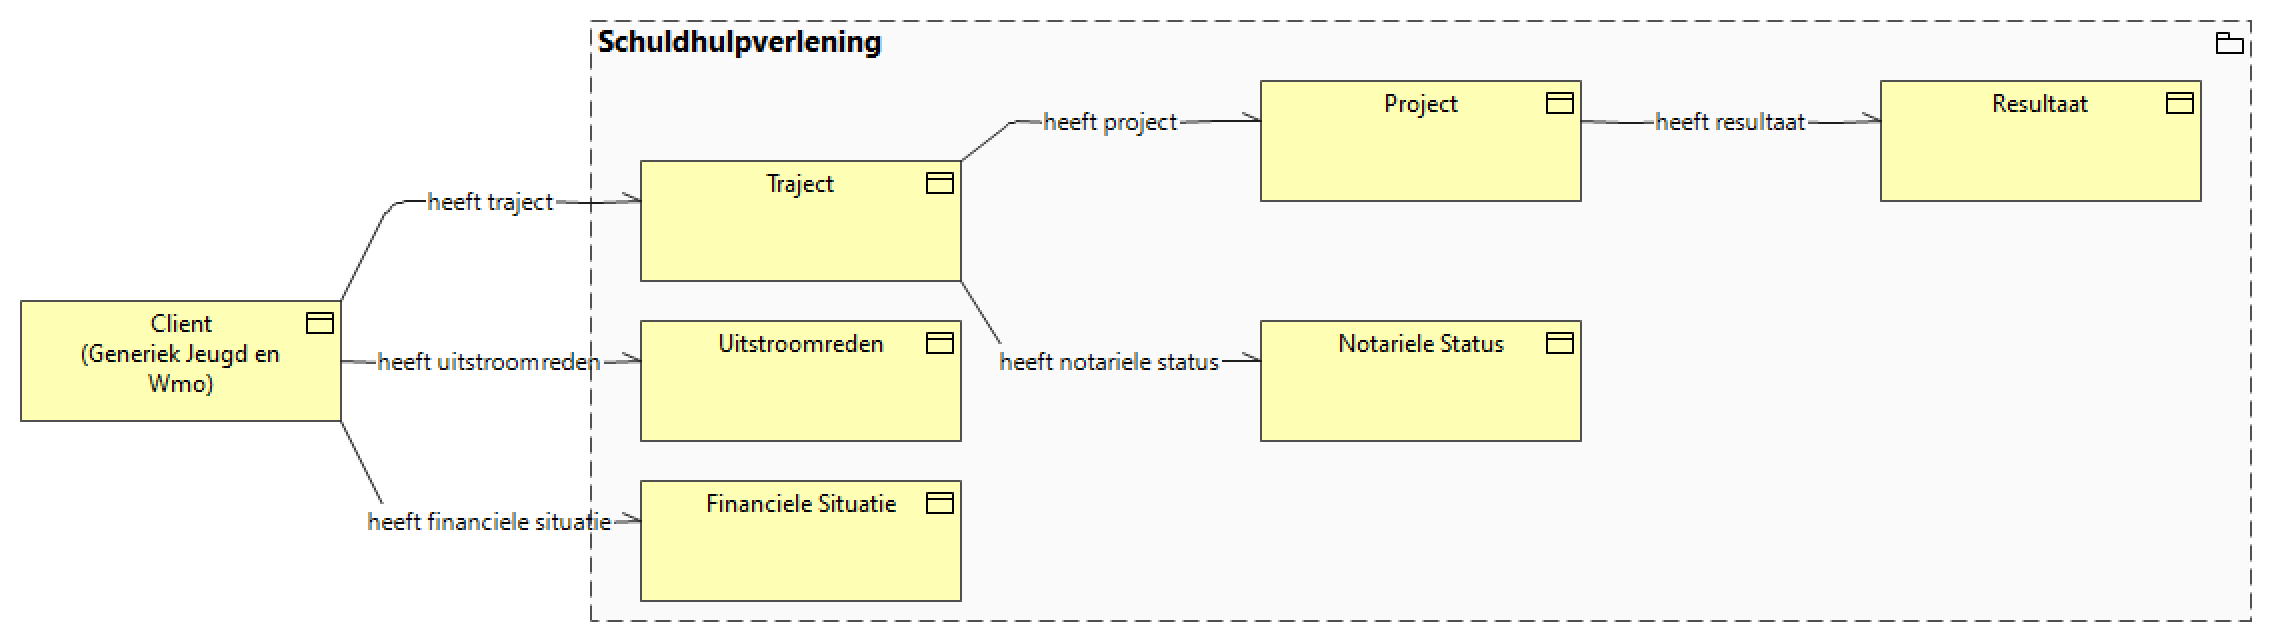 Schuldhulpverlening
Project
heeft project
heeft resultaat
Resultaat
Traject
heeft traject
Client
(Generiek Jeugd en
Wmo)
Uitstroomreden
heeft uitstroomreden
Notariele Status
heeft notariele status
Financiele Situatie
heeft financiele situatie